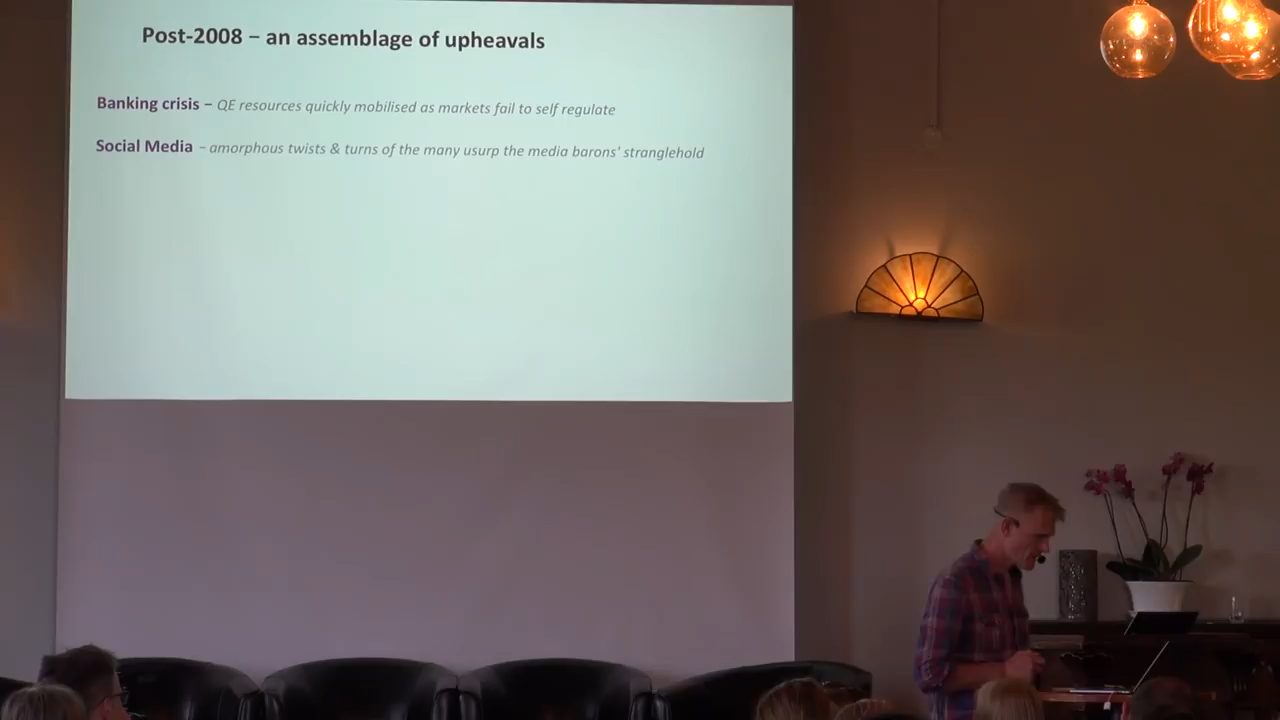 Post-2008 – an assemblage of upheavals
Banking crisis – QE resources quickly mobilised as markets fail to self regulate
Social Media – amorphous twists & turns of the many usurp the media barons' stranglehold